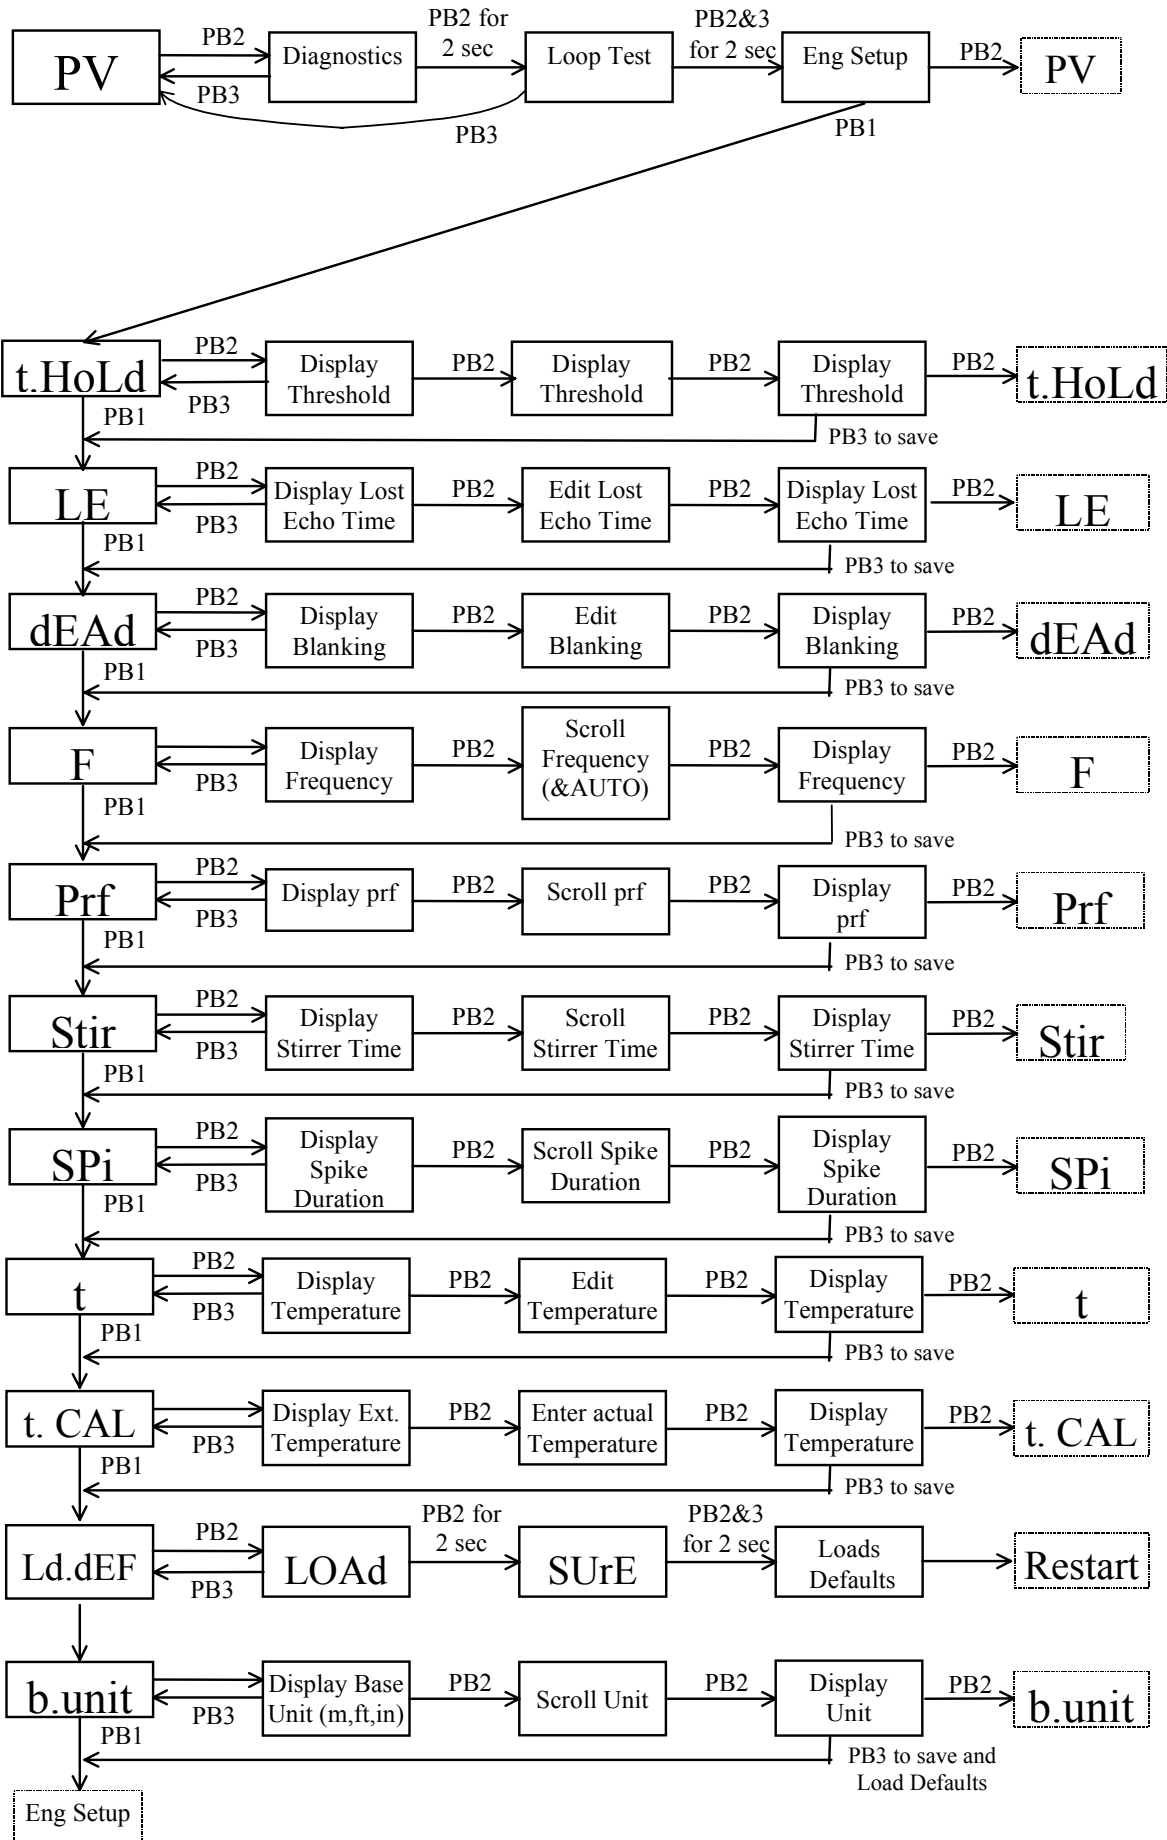 PV
PB2
PB3
Diagnostics
PB2 for
2 sec
Loop Test
PB3
PB2&3
for 2 sec
Eng Setup
PB1
PB2
PV
t.HoLd
PB2
PB3
PB1
Display
Threshold
PB2
Display
Threshold
PB2
Display
Threshold
PB2
t.HoLd
PB3 to save
LE
PB2
PB3
PB1
Display Lost
Echo Time
PB2
Edit Lost
Echo Time
PB2
Display Lost
Echo Time
PB2
LE
PB3 to save
dEAd
PB2
PB3
PB1
Display
Blanking
PB2
Edit
Blanking
PB2
Display
Blanking
PB2
dEAd
PB3 to save
F
PB3
PB1
Display
Frequency
PB2
Scroll
Frequency
(&AUTO)
PB2
Display
Frequency
PB2
F
PB3 to save
Prf
PB2
PB3
PB1
Display prf
PB2
Scroll prf
PB2
Display
prf
PB2
Prf
PB3 to save
Stir
PB2
PB3
PB1
Display
Stirrer Time
PB2
Scroll
Stirrer Time
PB2
Display
Stirrer Time
PB2
Stir
PB3 to save
SPi
PB2
PB3
PB1
Display
Spike
Duration
PB2
Scroll Spike
Duration
PB2
Display
Spike
Duration
PB2
SPi
PB3 to save
t
PB2
PB3
PB1
Display
Temperature
PB2
Edit
Temperature
PB2
Display
Temperature
PB2
t
PB3 to save
t. CAL
PB3
PB1
Display Ext.
Temperature
PB2
Enter actual
Temperature
PB2
Display
Temperature
PB2
t. CAL
PB3 to save
Ld.dEF
PB2
PB3
LOAd
PB2 for
2 sec
SUrE
PB2&3
for 2 sec
Loads
Defaults
Restart
b.unit
PB3
PB1
Display Base
Unit (m,ft,in)
PB2
Scroll Unit
PB2
Display
Unit
PB2
b.unit
PB3 to save and
Load Defaults
Eng Setup